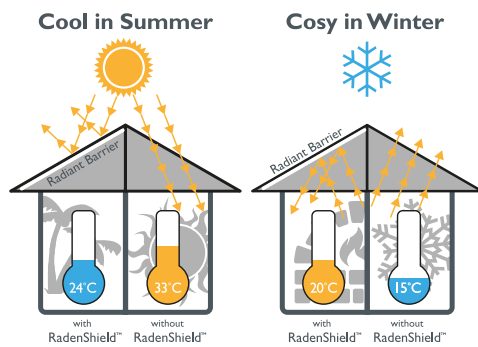 Cool in Summer
Radiant Barrier
24°C
33°C
with
RadenShield™
without
RadenShield™
Cosy in Winter
Radiant Barrier
20°C
15°C
with
RadenShield™
without
RadenShield™